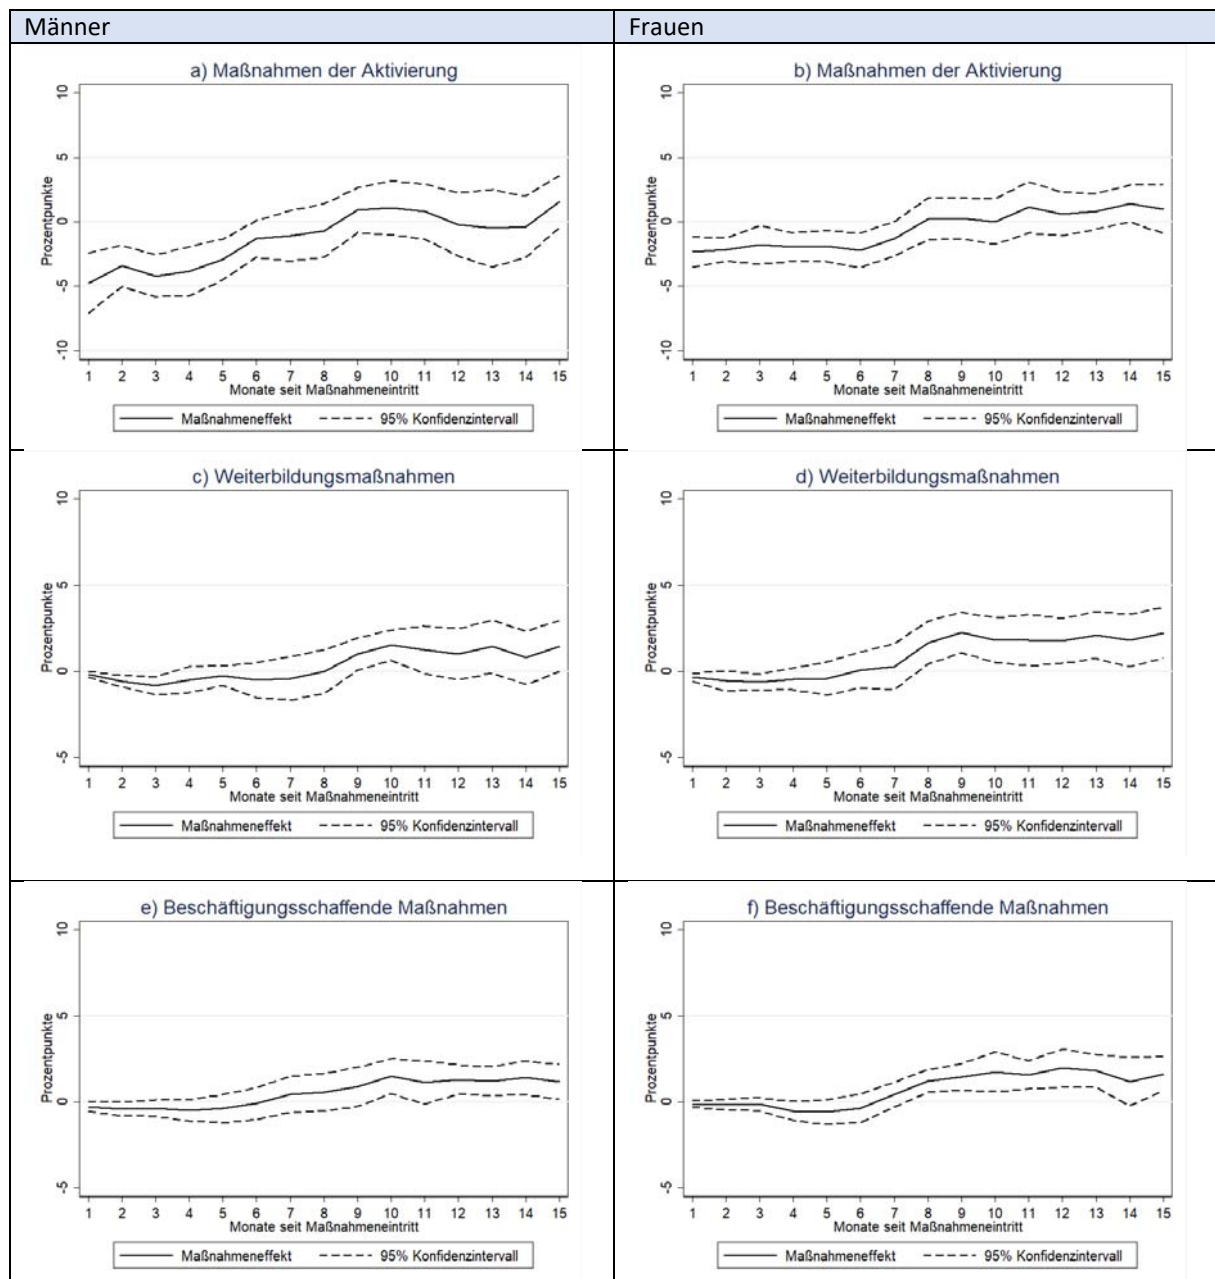 Männer
Frauen
a) Maßnahmen der Aktivierung
Prozentpunkte
10
5
0
-5
-10
1 2 3 4 5 6 7 8 9 10 11 12 13 14 15
Monate seit Maßnahmeneintritt
Maßnahmeneffekt 95% Konfidenzintervall
b) Maßnahmen der Aktivierung
Prozentpunkte
10
5
0
-5
-10
1 2 3 4 5 6 7 8 9 10 11 12 13 14 15
Monate seit Maßnahmeneintritt
Maßnahmeneffekt 95% Konfidenzintervall
c) Weiterbildungsmaßnahmen
Prozentpunkte
10
5
0
-5
1 2 3 4 5 6 7 8 9 10 11 12 13 14 15
Monate seit Maßnahmeneintritt
Maßnahmeneffekt 95% Konfidenzintervall
d) Weiterbildungsmaßnahmen
Prozentpunkte
10
5
0
-5
1 2 3 4 5 6 7 8 9 10 11 12 13 14 15
Monate seit Maßnahmeneintritt
Maßnahmeneffekt 95% Konfidenzintervall
e) Beschäftigungsschaffende Maßnahmen
Prozentpunkte
10
5
0
-5
1 2 3 4 5 6 7 8 9 10 11 12 13 14 15
Monate seit Maßnahmeneintritt
Maßnahmeneffekt 95% Konfidenzintervall
f) Beschäftigungsschaffende Maßnahmen
Prozentpunkte
10
5
0
-5
1 2 3 4 5 6 7 8 9 10 11 12 13 14 15
Monate seit Maßnahmeneintritt
Maßnahmeneffekt 95% Konfidenzintervall